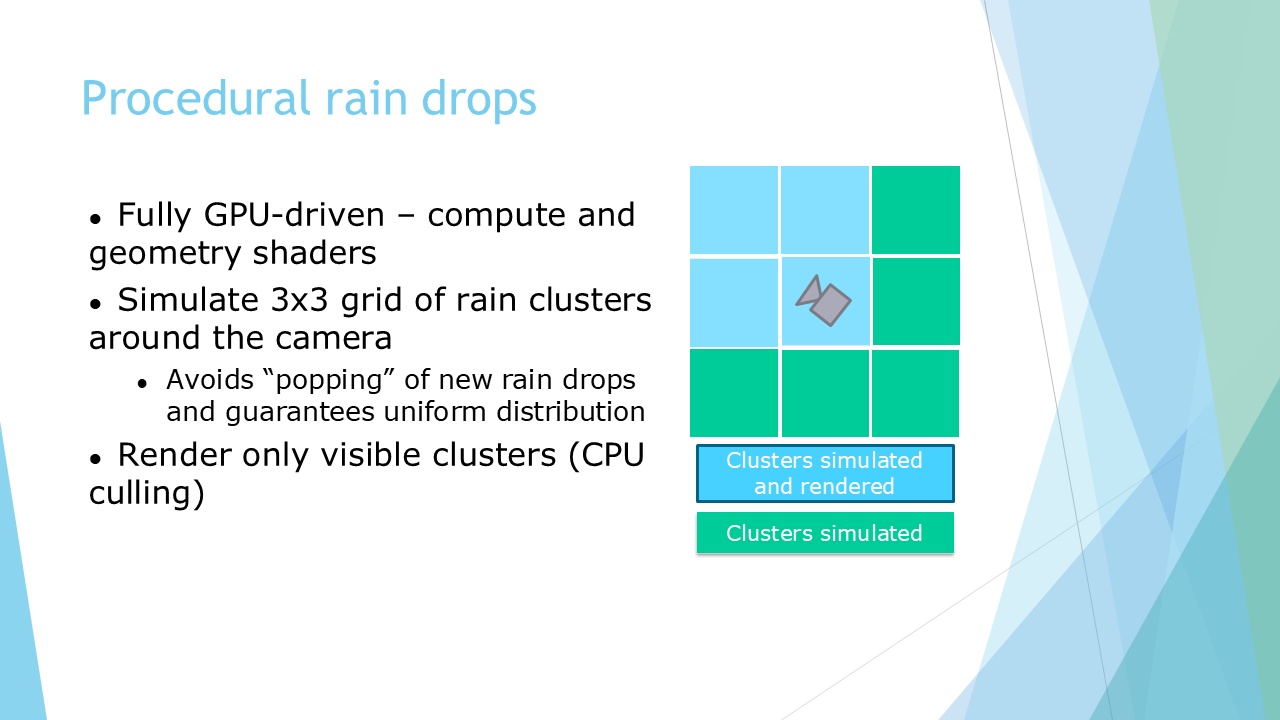 Procedural rain drops
● Fully GPU-driven – compute and
geometry shaders
● Simulate 3x3 grid of rain clusters
around the camera
● Avoids “popping” of new rain drops
and guarantees uniform distribution
● Render only visible clusters (CPU
culling)
Clusters simulated
and rendered
Clusters simulated